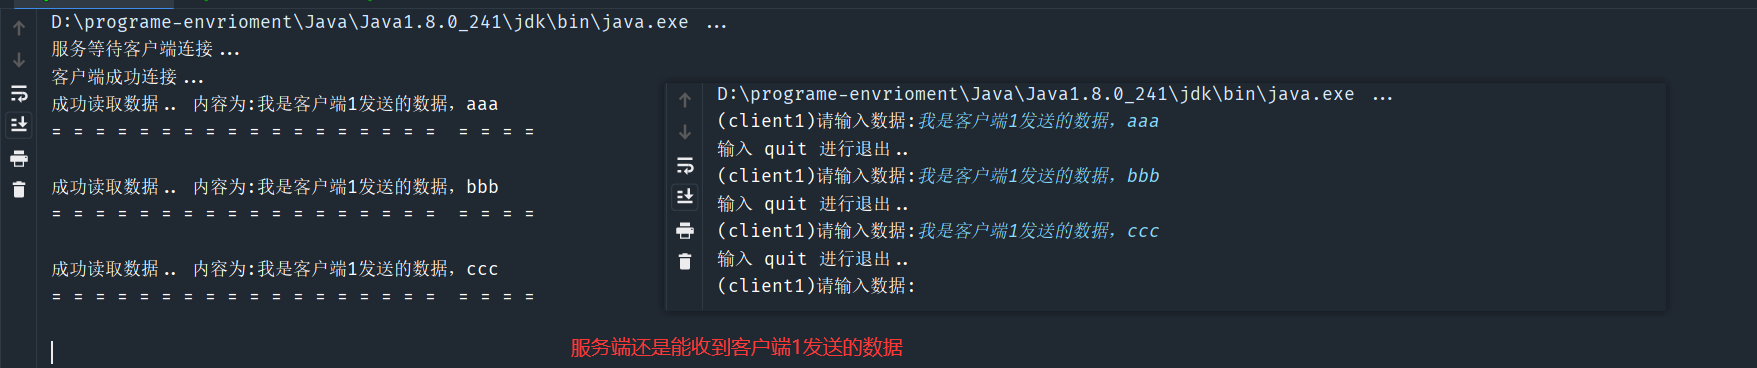 D:\programe-envrioment\Java\Java1.8.0_241\jdk\bin\java.exe ...
服务等待客户端连接...
客户端成功连接...
成功读取数据.. 内容为:我是客户端1发送的数据，aaa
= = = = = = = = = = = = = = = = = =  = = = =
成功读取数据.. 内容为:我是客户端1发送的数据，bbb
= = = = = = = = = = = = = = = = = =  = = = =
成功读取数据.. 内容为:我是客户端1发送的数据，ccc
= = = = = = = = = = = = = = = = = =  = = = =
D:\programe-envrioment\Java\Java1.8.0_241\jdk\bin\java.exe ...
(client1)请输入数据:我是客户端1发送的数据，aaa
输入 quit 进行退出..
(client1)请输入数据:我是客户端1发送的数据，bbb
输入 quit 进行退出..
(client1)请输入数据:我是客户端1发送的数据，ccc
输入 quit 进行退出..
(client1)请输入数据:
服务端还是能收到客户端1发送的数据